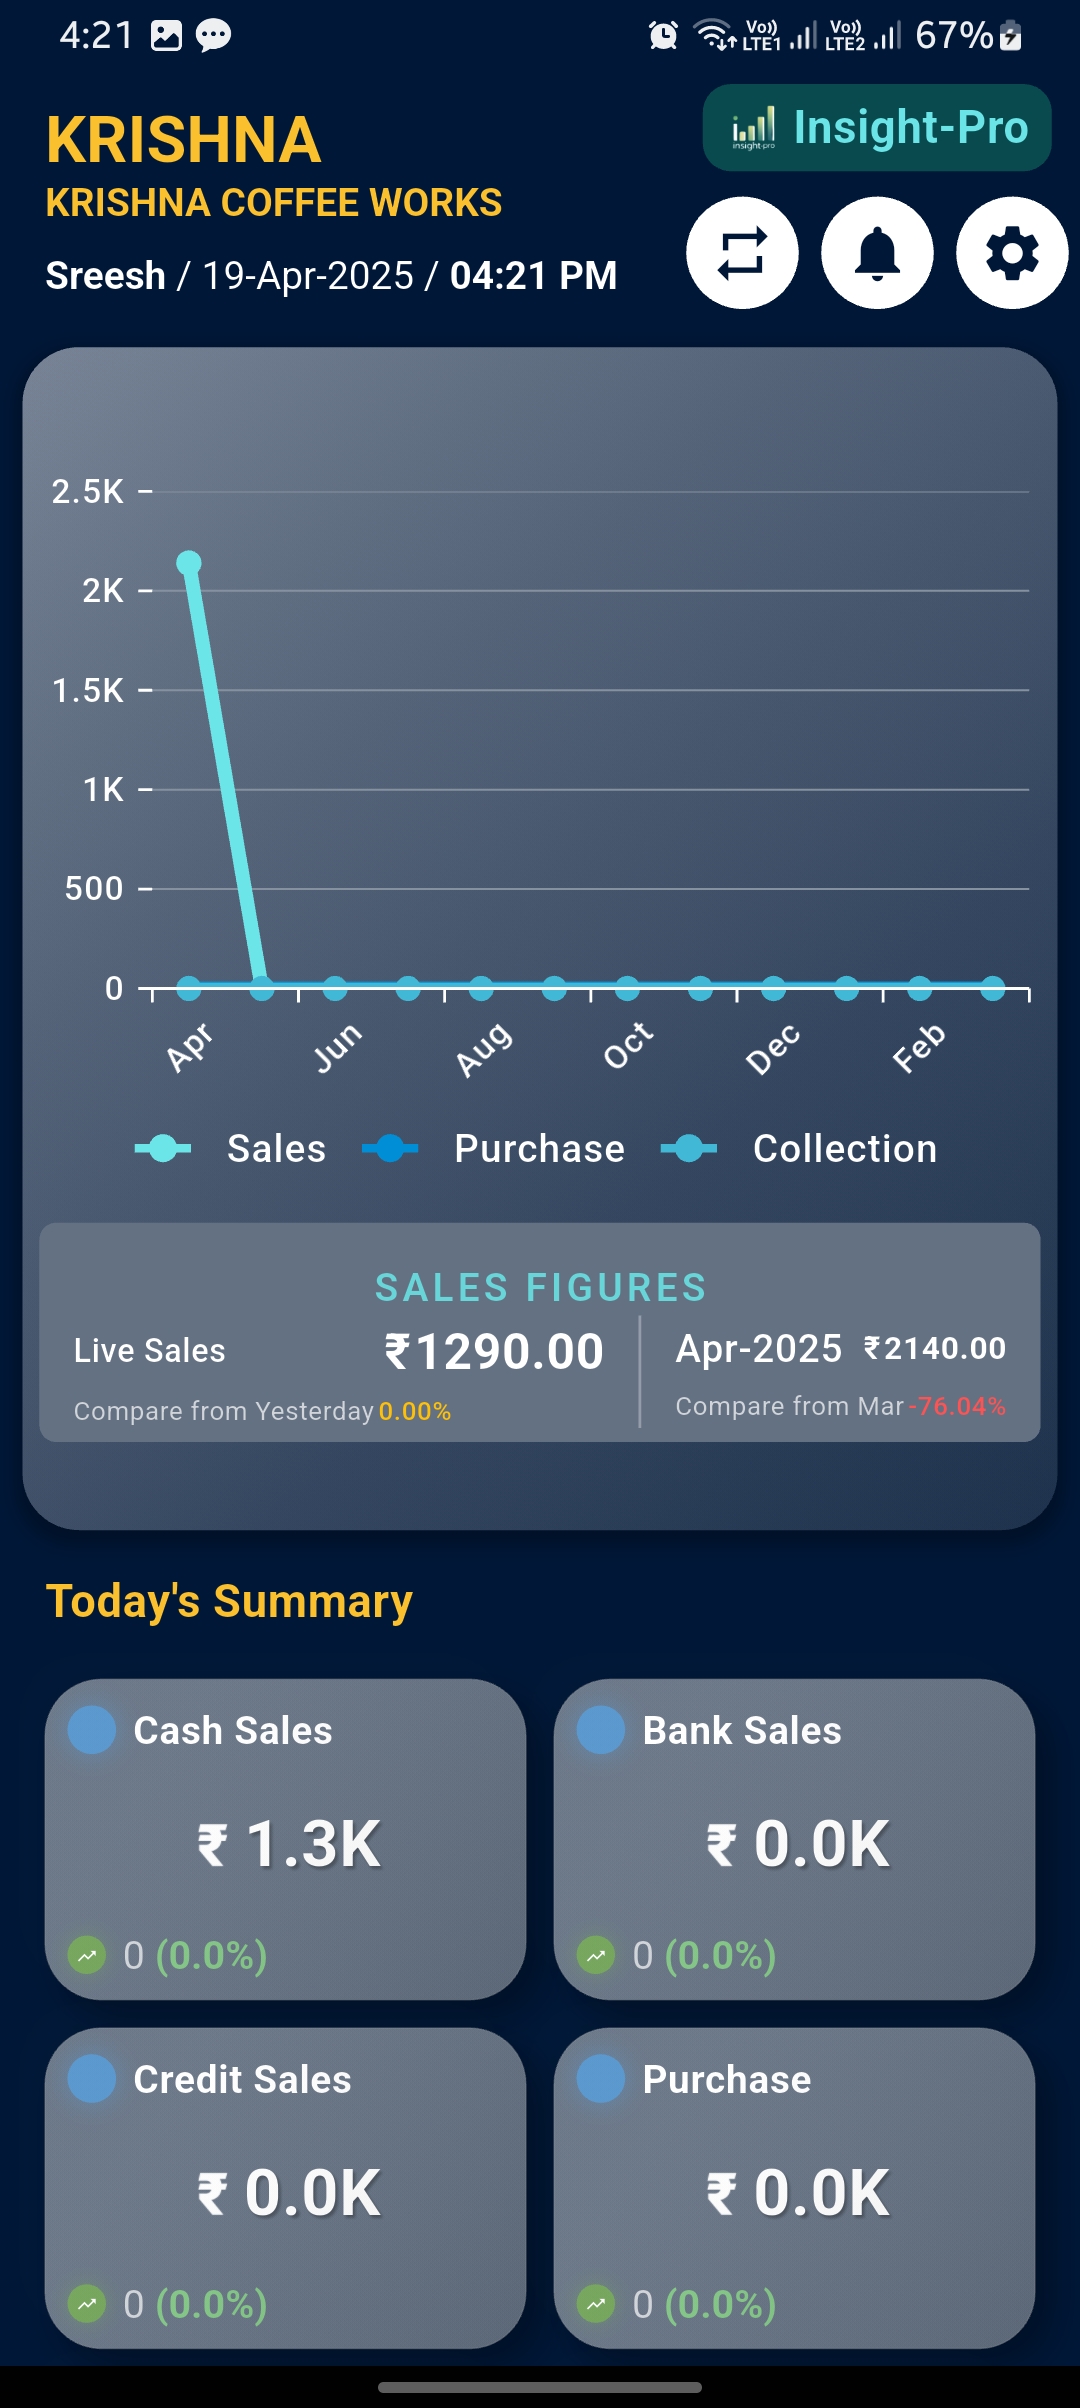 4:21 Vo)) LTE1 Vo)) LTE2 67%
KRISHNA
insight-pro Insight-Pro
KRISHNA COFFEE WORKS
Sreesh / 19-Apr-2025 / 04:21 PM
2.5K
2K
1.5K
1K
500
0
Apr Jun Aug Oct Dec Feb
Sales Purchase Collection
SALES FIGURES
Live Sales ₹1290.00
Compare from Yesterday 0.00%
Apr-2025 ₹2140.00
Compare from Mar -76.04%
Today's Summary
Cash Sales
₹ 1.3K
0 (0.0%)
Bank Sales
₹ 0.0K
0 (0.0%)
Credit Sales
₹ 0.0K
0 (0.0%)
Purchase
₹ 0.0K
0 (0.0%)